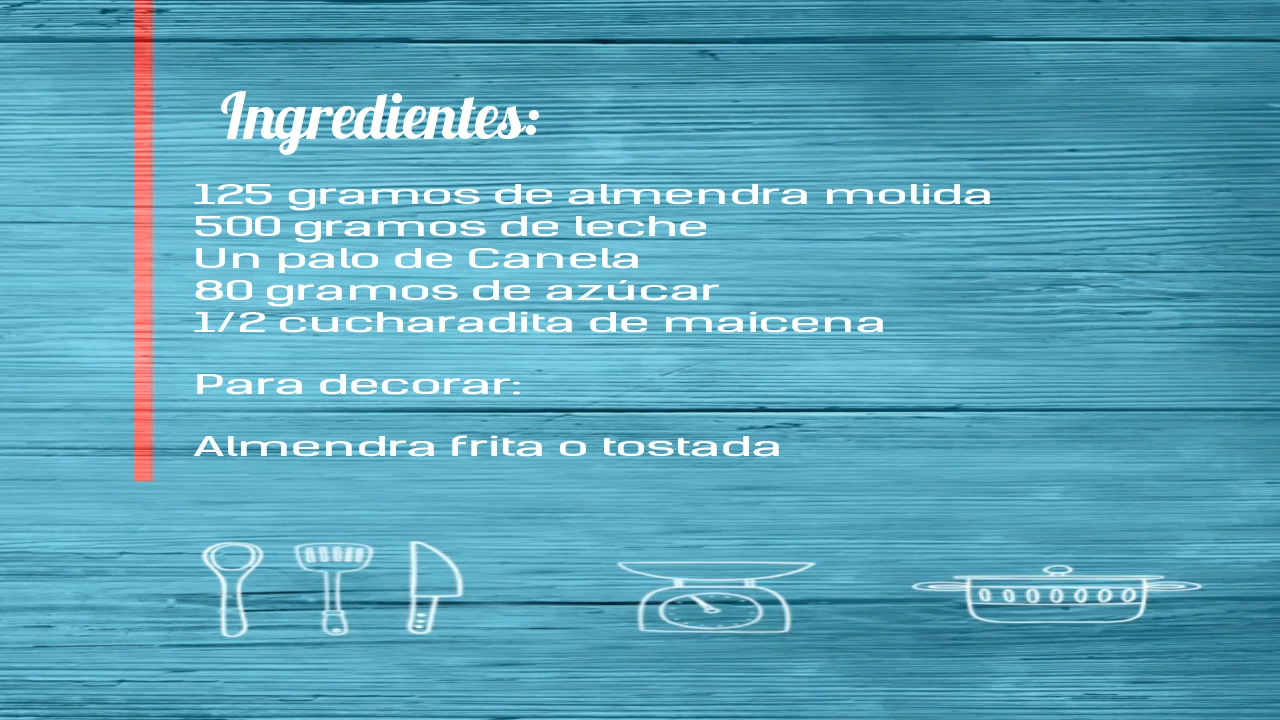 Ingredientes:
125 gramos de almendra molida
500 gramos de leche
Un palo de Canela
80 gramos de azúcar
1/2 cucharadita de maicena
Para decorar:
Almendra frita o tostada